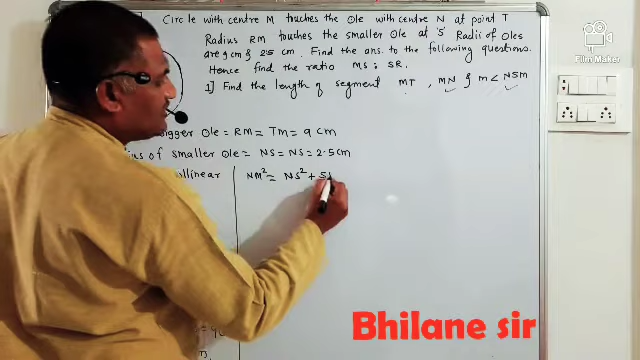 Circle with centre M touches the Ole with centre N at point T
Radius RM touches the smaller Ole at 'S' Radii of Oles
are 9 cm & 2.5 cm. Find the ans. to the following questions.
Hence find the ratio MS : SR.
1] Find the length of segment MT , MN & m∠NSM
igger Ole = RM = TM = 9 cm
us of smaller Ole = NS = NS = 2.5 cm
llinear
NM² = NS² + S
Film Maker
Bhilane sir